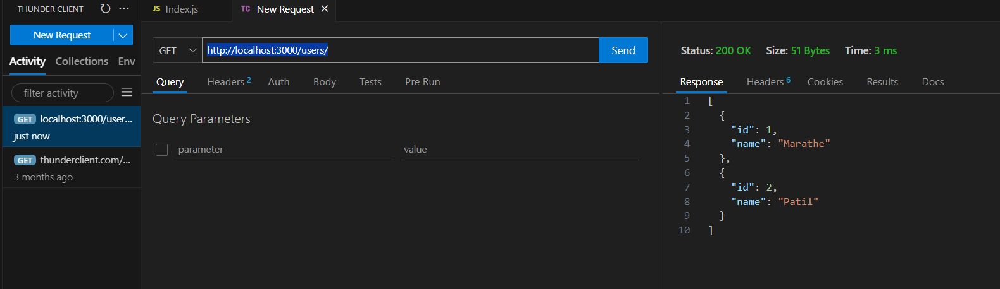 THUNDER CLIENT
New Request
Activity Collections Env
filter activity
GET localhost:3000/user...
just now
GET thunderclient.com/...
3 months ago
JS Index.js TC New Request
GET http://localhost:3000/users/ Send
Query Headers 2 Auth Body Tests Pre Run
Query Parameters
parameter value
Status: 200 OK Size: 51 Bytes Time: 3 ms
Response Headers 6 Cookies Results Docs
1 [
2 {
3 "id": 1,
4 "name": "Marathe"
5 },
6 {
7 "id": 2,
8 "name": "Patil"
9 }
10 ]